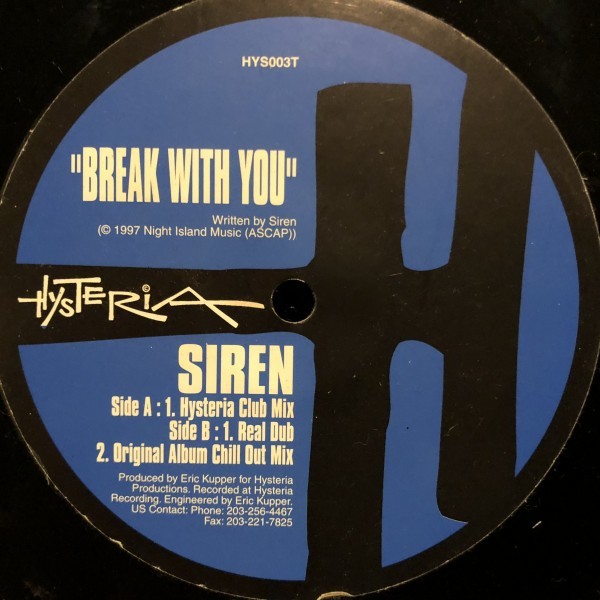 HYS003T
"BREAK WITH YOU"
Written by Siren
(© 1997 Night Island Music (ASCAP))
HYSTERIA ©
SIREN
Side A : 1. Hysteria Club Mix
Side B : 1. Real Dub
2. Original Album Chill Out Mix
Produced by Eric Kupper for Hysteria
Productions. Recorded at Hysteria
Recording. Engineered by Eric Kupper.
US Contact: Phone: 203-256-4467
Fax: 203-221-7825